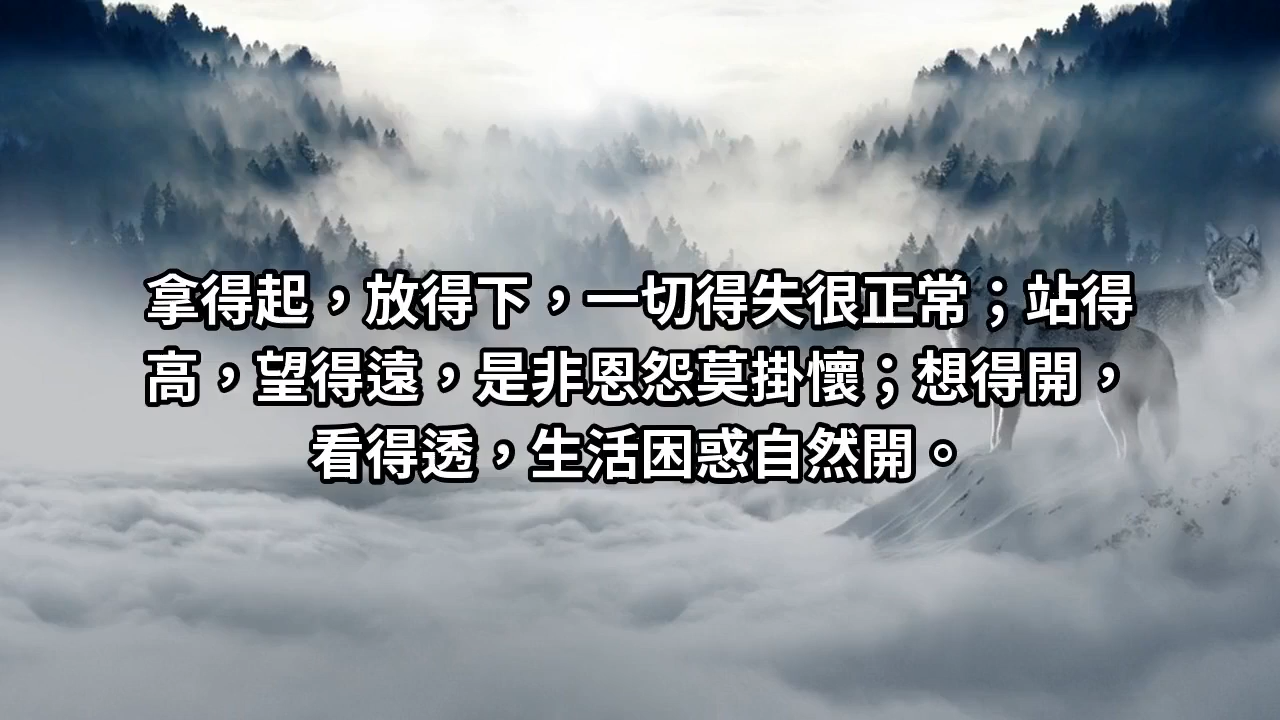 拿得起，放得下，一切得失很正常；站得
高，望得遠，是非恩怨莫掛懷；想得開，
看得透，生活困惑自然開。